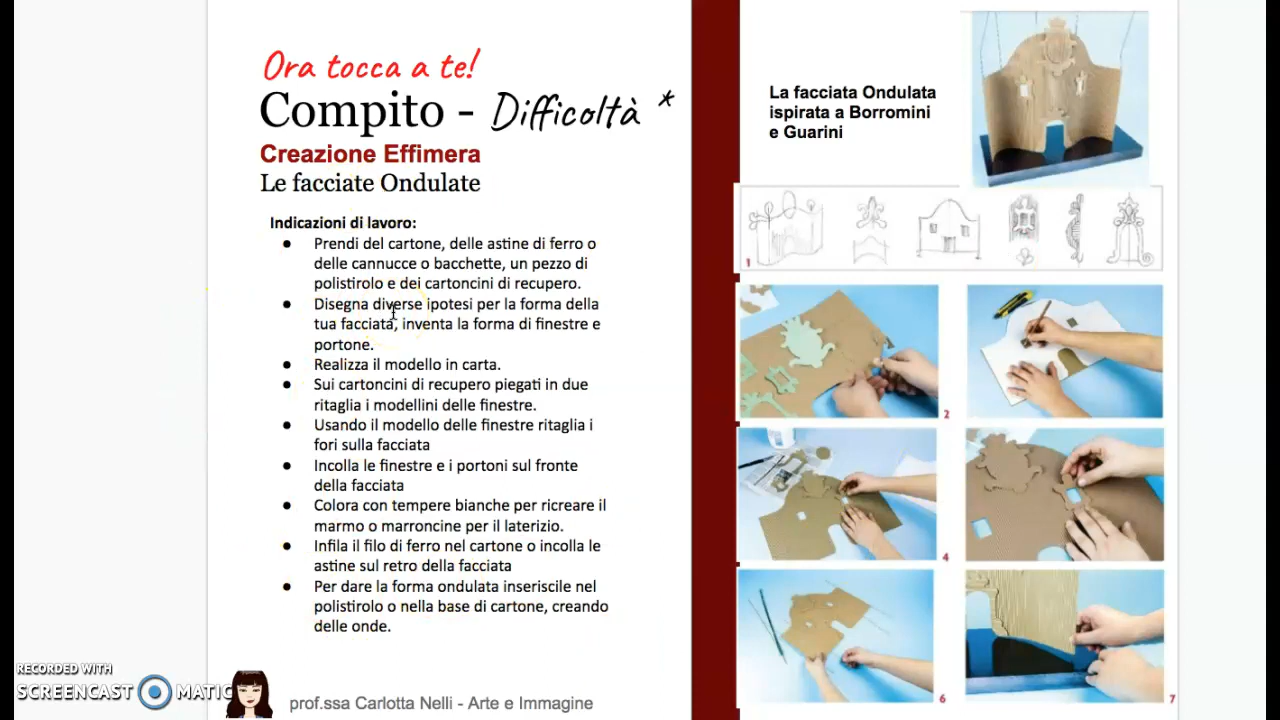 Ora tocca a te!
Compito - Difficoltà *
Creazione Effimera
Le facciate Ondulate
Indicazioni di lavoro:
● Prendi del cartone, delle astine di ferro o
delle cannucce o bacchette, un pezzo di
polistirolo e dei cartoncini di recupero.
● Disegna diverse ipotesi per la forma della
tua facciata, inventa la forma di finestre e
portone.
● Realizza il modello in carta.
● Sui cartoncini di recupero piegati in due
ritaglia i modellini delle finestre.
● Usando il modello delle finestre ritaglia i
fori sulla facciata
● Incolla le finestre e i portoni sul fronte
della facciata
● Colora con tempere bianche per ricreare il
marmo o marroncine per il laterizio.
● Infila il filo di ferro nel cartone o incolla le
astine sul retro della facciata
● Per dare la forma ondulata inseriscile nel
polistirolo o nella base di cartone, creando
delle onde.
prof.ssa Carlotta Nelli - Arte e Immagine
La facciata Ondulata
ispirata a Borromini
e Guarini
1
2
4
6
7
RECORDED WITH
SCREENCAST MATIC